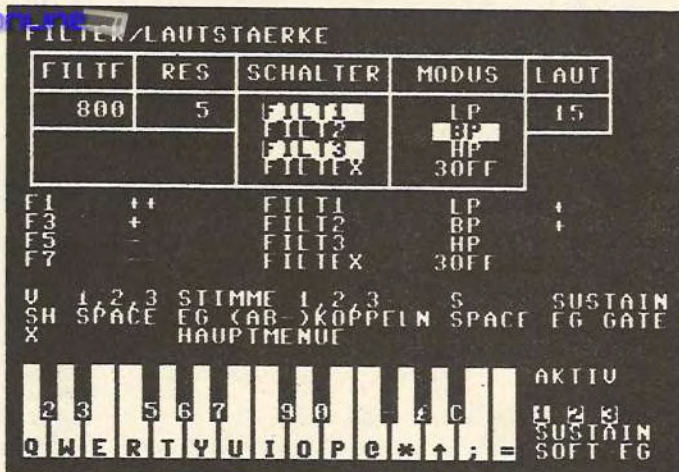 online
FILTER/LAUTSTAERKE
FILTF RES SCHALTER MODUS LAUT
800 5 FILT1 LP 15
FILT2 BP
FILT3 HP
FILTEX 3OFF
F1 ++ FILT1 LP +
F3 + FILT2 BP +
F5 - FILT3 HP
F7 - FILTEX 3OFF
V 1,2,3 STIMME 1,2,3 S SUSTAIN
SH SPACE EG (AB-)KOPPELN SPACE EG GATE
X HAUPTMENUE
AKTIV
2 3 5 6 7 9 0 - £ C 1 2 3
SUSTAIN
Q W E R T Y U I O P @ * ↑ ; = SOFT EG